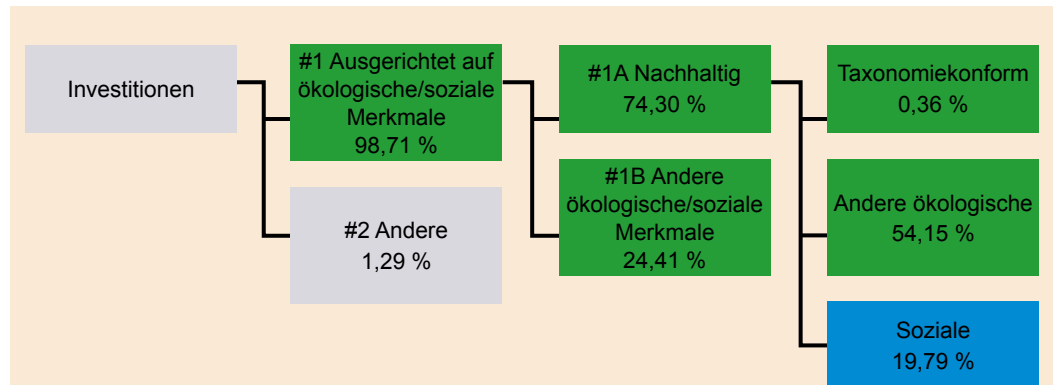 Investitionen
#1 Ausgerichtet auf
ökologische/soziale
Merkmale
98,71 %
#2 Andere
1,29 %
#1A Nachhaltig
74,30 %
#1B Andere
ökologische/soziale
Merkmale
24,41 %
Taxonomiekonform
0,36 %
Andere ökologische
54,15 %
Soziale
19,79 %